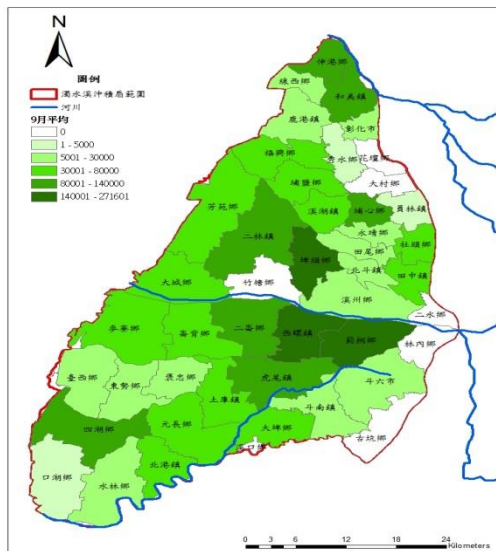 N
圖例
濁水溪沖積扇範圍
河川
9月平均
0
1 - 5000
5001 - 30000
30001 - 80000
80001 - 140000
140001 - 271601
伸港鄉
線西鄉
和美鎮
鹿港鎮
彰化市
秀水鄉
花壇鄉
福興鄉
大村鄉
埔鹽鄉
員林鎮
芳苑鄉
溪湖鎮
埔心鄉
永靖鄉
社頭鄉
二林鎮
田尾鄉
埤頭鄉
北斗鎮
田中鎮
大城鄉
竹塘鄉
溪州鄉
二水鄉
麥寮鄉
崙背鄉
二崙鄉
西螺鎮
莿桐鄉
林內鄉
臺西鄉
東勢鄉
褒忠鄉
虎尾鎮
斗六市
土庫鎮
斗南鎮
四湖鄉
元長鄉
大埤鄉
古坑鄉
口湖鄉
水林鄉
北港鎮
0 3 6 12 18 24
Kilometers